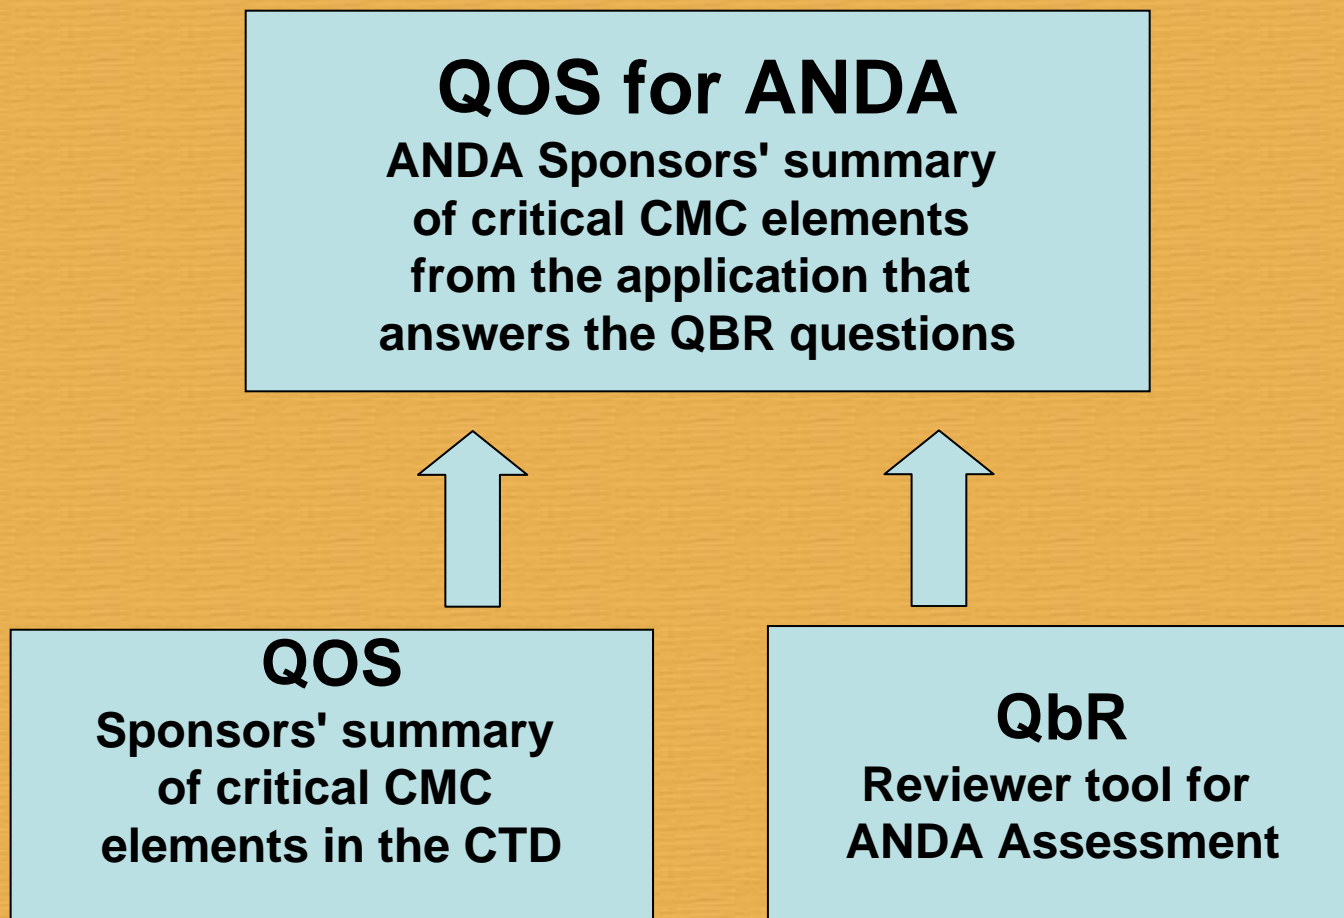 QOS for ANDA
ANDA Sponsors' summary
of critical CMC elements
from the application that
answers the QBR questions
QOS
Sponsors' summary
of critical CMC
elements in the CTD
QbR
Reviewer tool for
ANDA Assessment